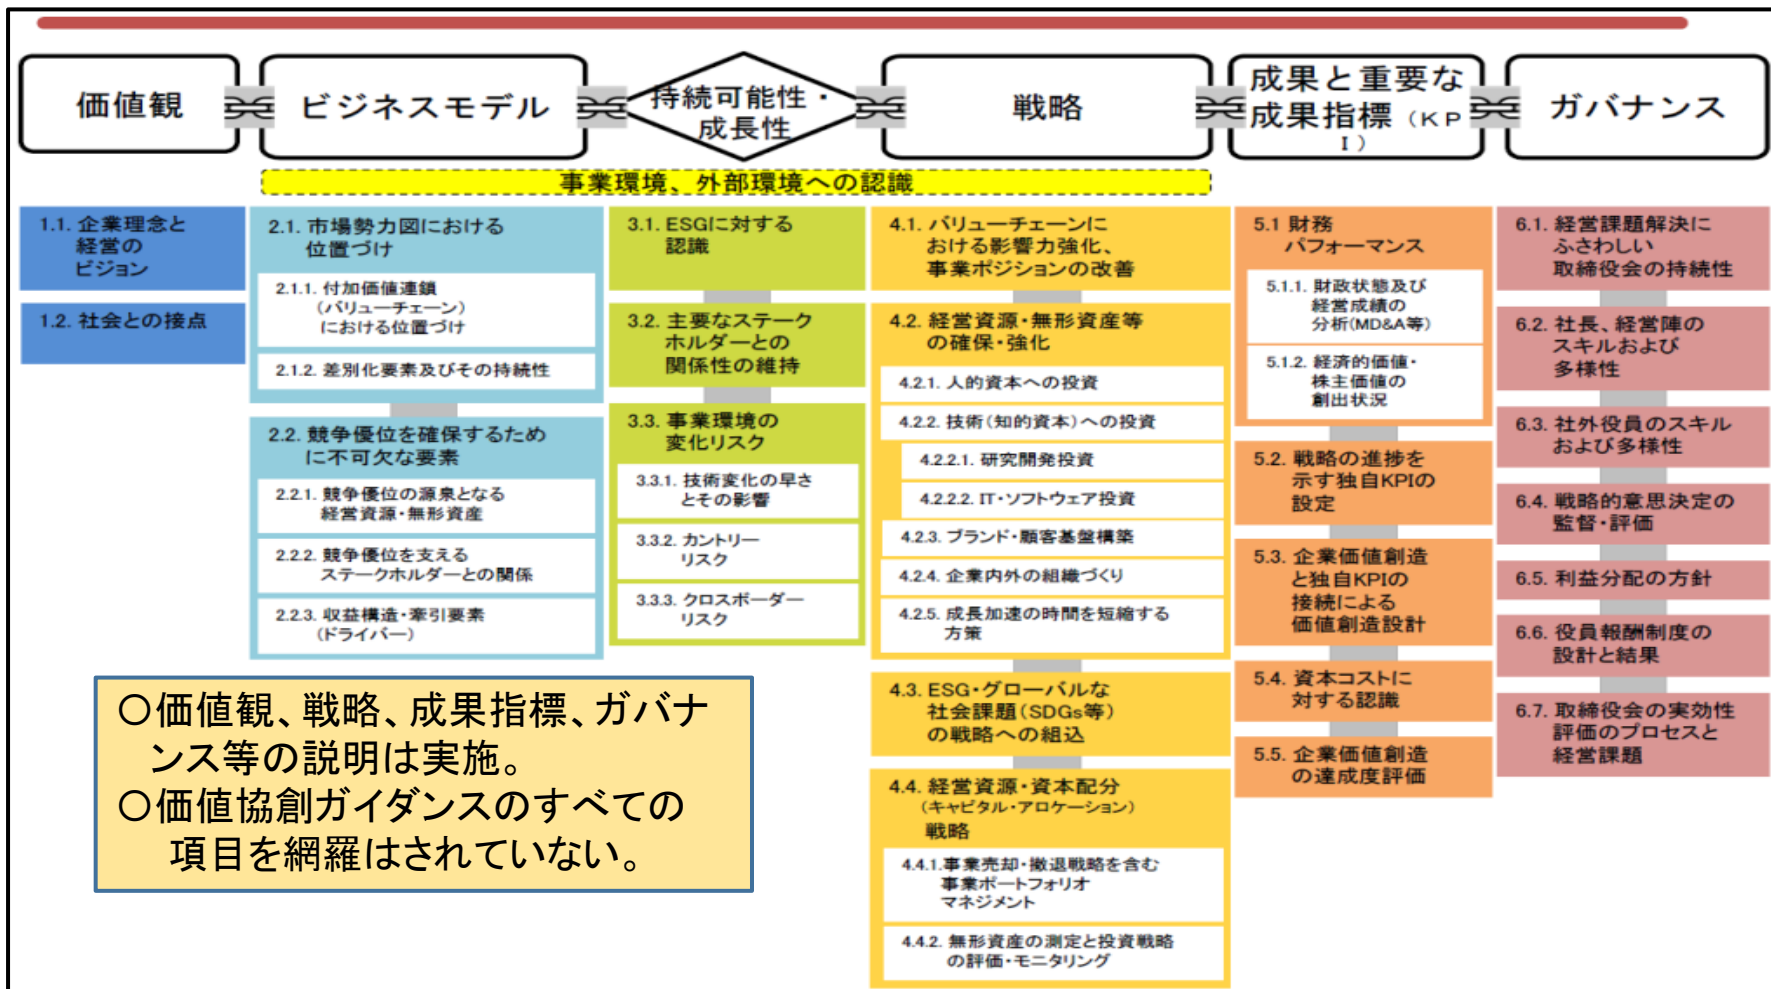 価値観
ビジネスモデル
持続可能性・
成長性
戦略
成果と重要な
成果指標（ＫＰ
Ｉ）
ガバナンス
事業環境、外部環境への認識
1.1. 企業理念と
経営の
ビジョン
1.2. 社会との接点
2.1. 市場勢力図における
位置づけ
2.1.1. 付加価値連鎖
(バリューチェーン)
における位置づけ
2.1.2. 差別化要素及びその持続性
2.2. 競争優位を確保するため
に不可欠な要素
2.2.1. 競争優位の源泉となる
経営資源・無形資産
2.2.2. 競争優位を支える
ステークホルダーとの関係
2.2.3. 収益構造・牽引要素
(ドライバー)
3.1. ESGに対する
認識
3.2. 主要なステーク
ホルダーとの
関係性の維持
3.3. 事業環境の
変化リスク
3.3.1. 技術変化の早さ
とその影響
3.3.2. カントリー
リスク
3.3.3. クロスボーダー
リスク
4.1. バリューチェーンに
おける影響力強化、
事業ポジションの改善
4.2. 経営資源・無形資産等
の確保・強化
4.2.1. 人的資本への投資
4.2.2. 技術(知的資本)への投資
4.2.2.1. 研究開発投資
4.2.2.2. IT・ソフトウェア投資
4.2.3. ブランド・顧客基盤構築
4.2.4. 企業内外の組織づくり
4.2.5. 成長加速の時間を短縮する
方策
4.3. ESG・グローバルな
社会課題(SDGs等)
の戦略への組込
4.4. 経営資源・資本配分
(キャピタル・アロケーション)
戦略
4.4.1.事業売却・撤退戦略を含む
事業ポートフォリオ
マネジメント
4.4.2. 無形資産の測定と投資戦略
の評価・モニタリング
5.1 財務
パフォーマンス
5.1.1. 財政状態及び
経営成績の
分析(MD&A等)
5.1.2. 経済的価値・
株主価値の
創出状況
5.2. 戦略の進捗を
示す独自KPIの
設定
5.3. 企業価値創造
と独自KPIの
接続による
価値創造設計
5.4. 資本コストに
対する認識
5.5. 企業価値創造
の達成度評価
6.1. 経営課題解決に
ふさわしい
取締役会の持続性
6.2. 社長、経営陣の
スキルおよび
多様性
6.3. 社外役員のスキル
および多様性
6.4. 戦略的意思決定の
監督・評価
6.5. 利益分配の方針
6.6. 役員報酬制度の
設計と結果
6.7. 取締役会の実効性
評価のプロセスと
経営課題
○価値観、戦略、成果指標、ガバナ
ンス等の説明は実施。
○価値協創ガイダンスのすべての
項目を網羅はされていない。